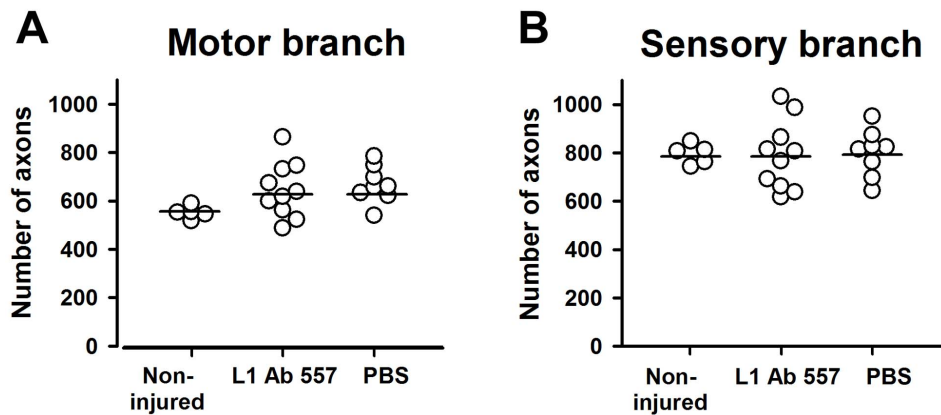 A
Motor branch
Number of axons
1000
800
600
400
200
0
Non-
injured
L1 Ab 557
PBS
B
Sensory branch
Number of axons
1000
800
600
400
200
0
Non-
injured
L1 Ab 557
PBS